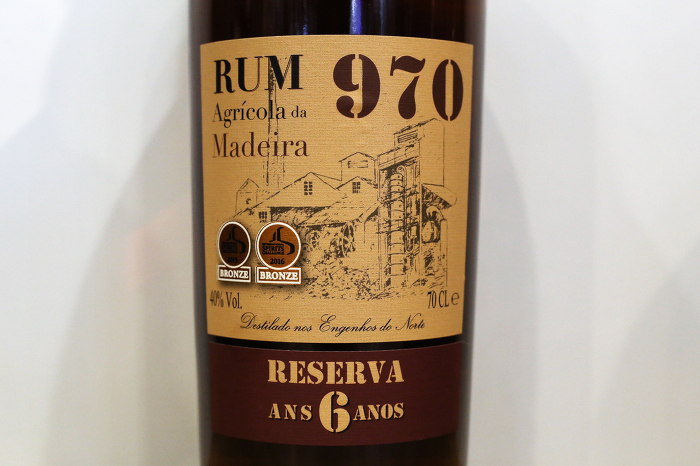 RUM 970
Agrícola da
Madeira
SPIRITS
2016
BRONZE
BRONZE
40% Vol.
70 CL e
Destilado nos Engenhos do Norte
RESERVA
ANS 6 ANOS